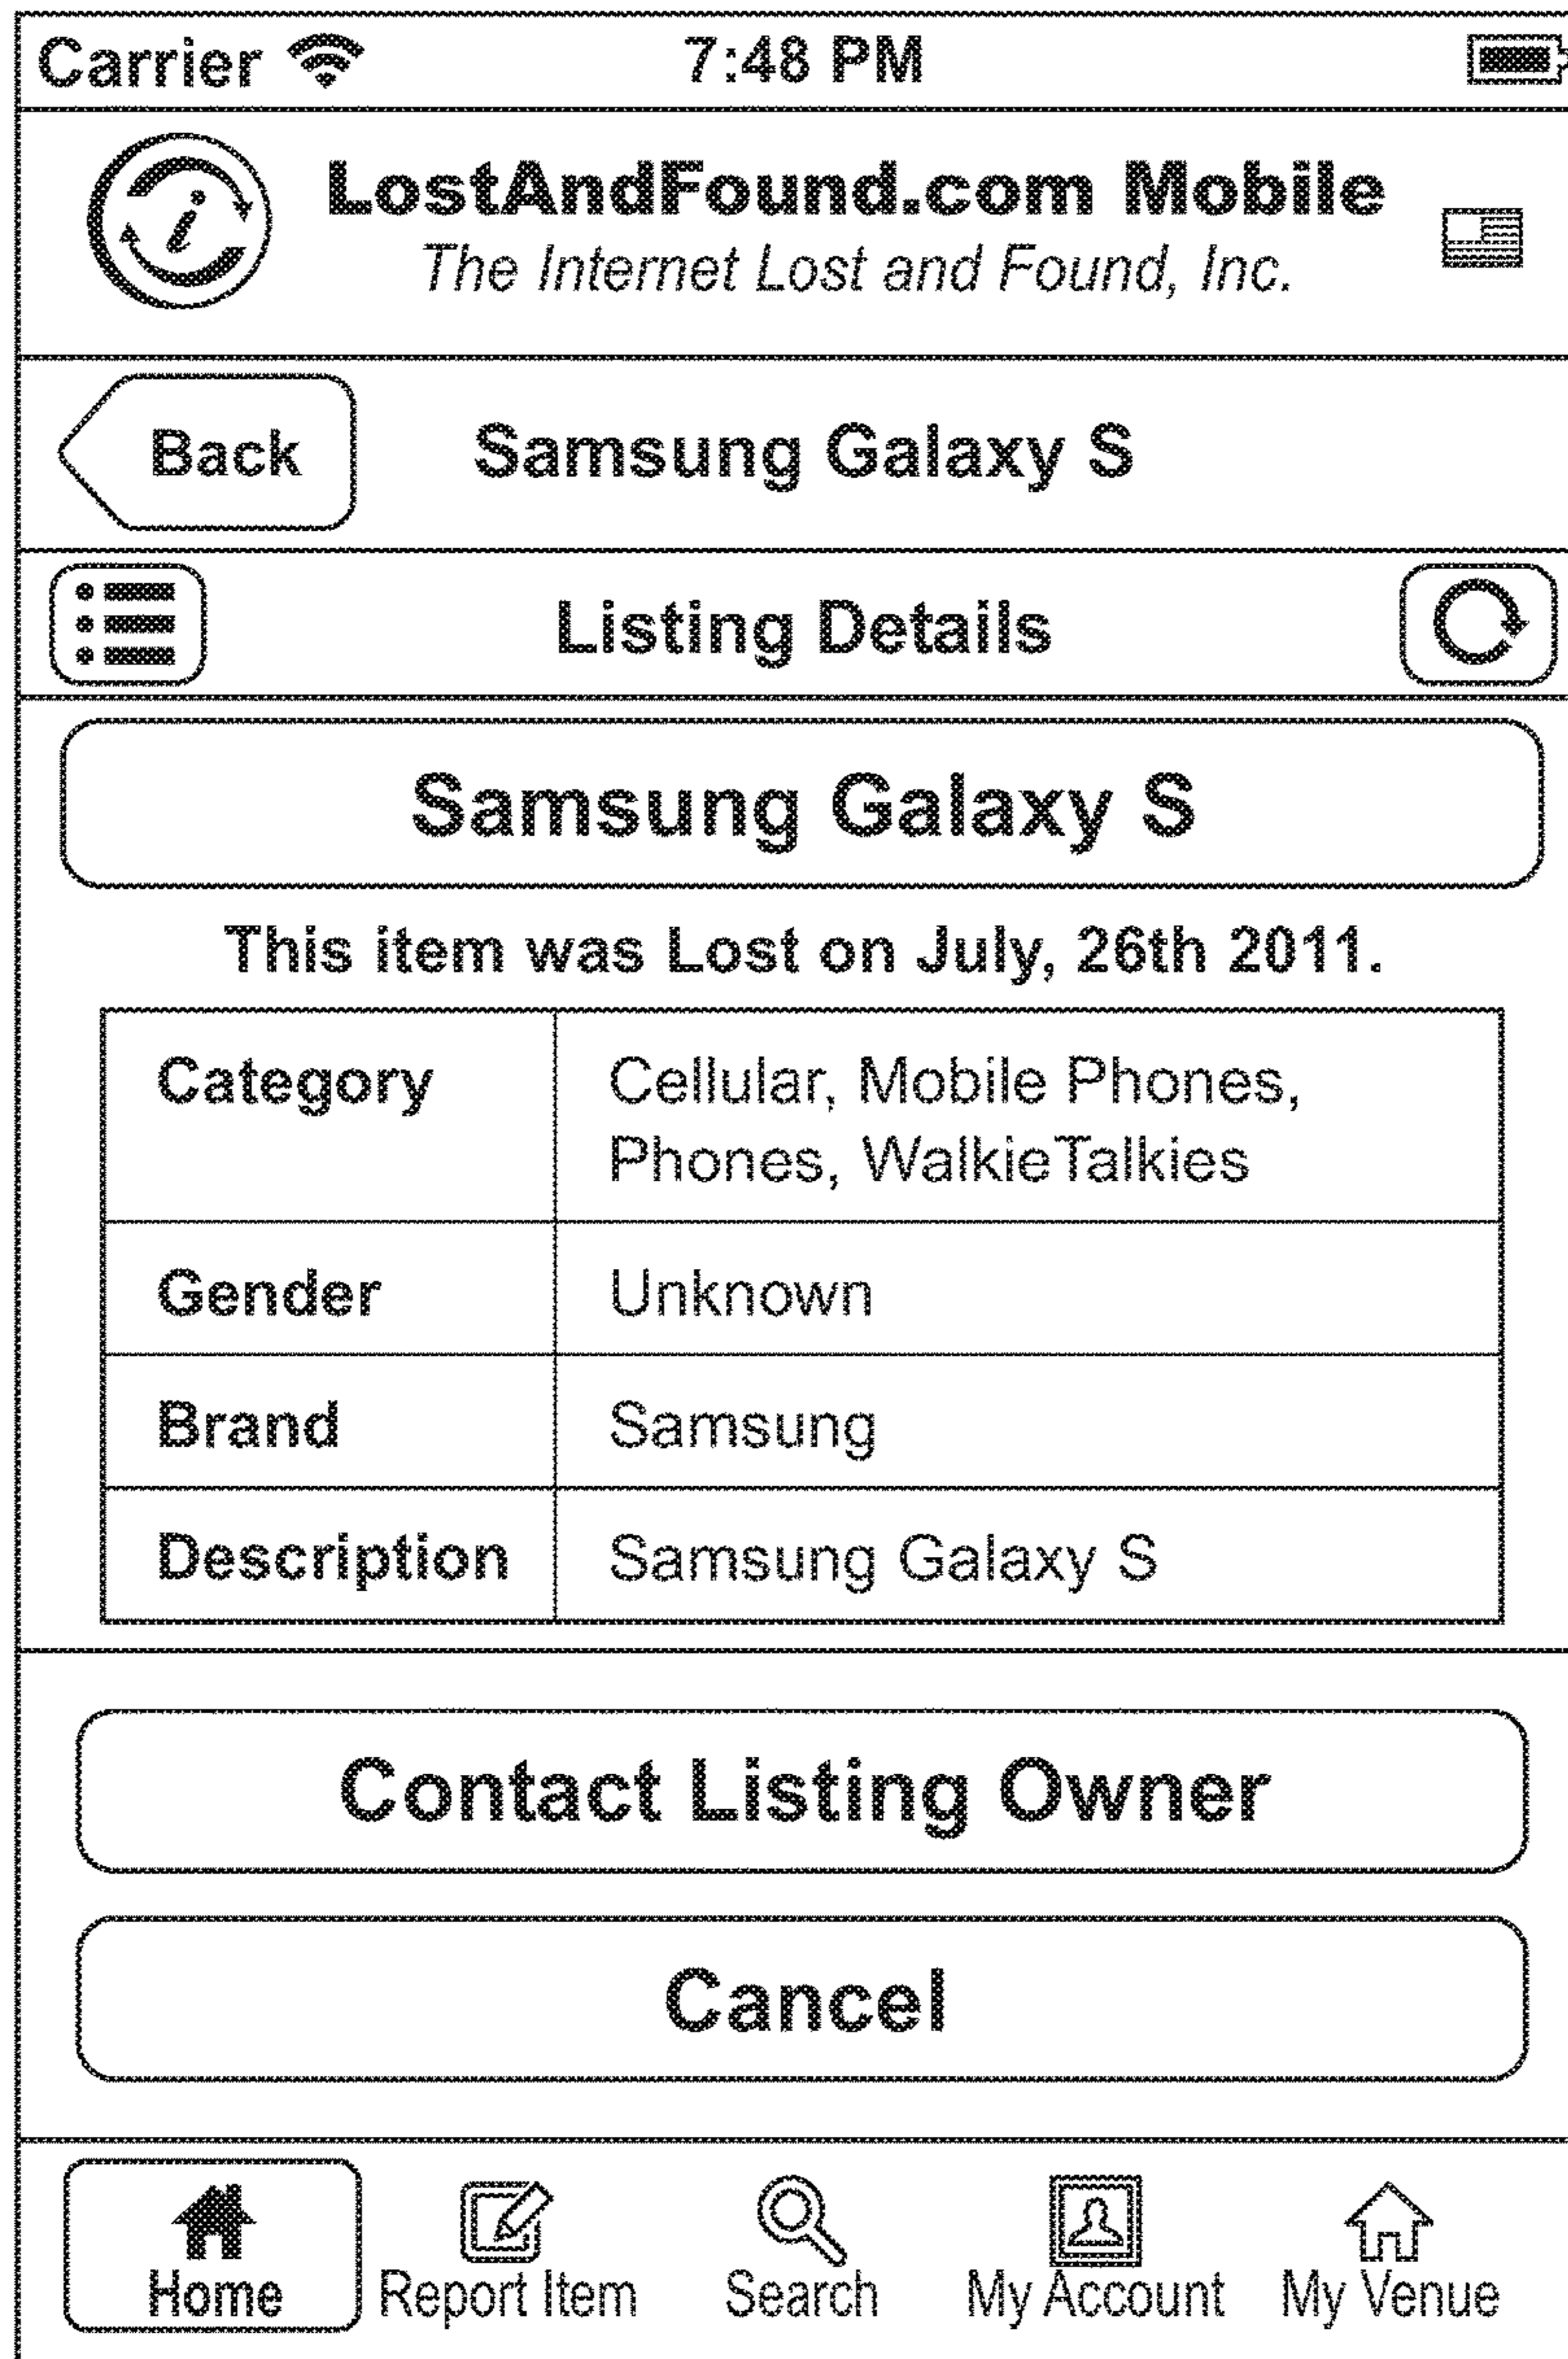 Carrier 7:48 PM
LostAndFound.com Mobile
The Internet Lost and Found, Inc.
Back Samsung Galaxy S
Listing Details
Samsung Galaxy S
This item was Lost on July, 26th 2011.
Category Cellular, Mobile Phones,
Phones, WalkieTalkies
Gender Unknown
Brand Samsung
Description Samsung Galaxy S
Contact Listing Owner
Cancel
Home Report Item Search My Account My Venue